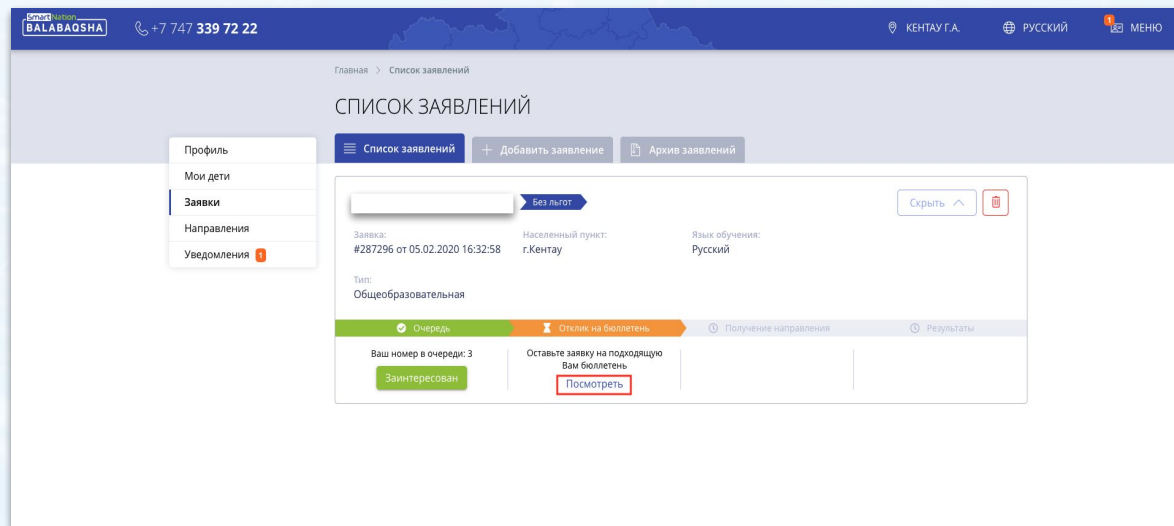 Smart Nation
BALABAQSHA
+7 747 339 72 22
КЕНТАУ Г.А.
РУССКИЙ
1
МЕНЮ
Главная > Список заявлений
СПИСОК ЗАЯВЛЕНИЙ
Профиль
Мои дети
Заявки
Направления
Уведомления 1
Список заявлений
Добавить заявление
Архив заявлений
Без льгот
Скрыть
Заявка:
#287296 от 05.02.2020 16:32:58
Населенный пункт:
г.Кентау
Язык обучения:
Русский
Тип:
Общеобразовательная
Очередь
Отклик на бюллетень
Получение направления
Результаты
Ваш номер в очереди: 3
Заинтересован
Оставьте заявку на подходящую
Вам бюллетень
Посмотреть